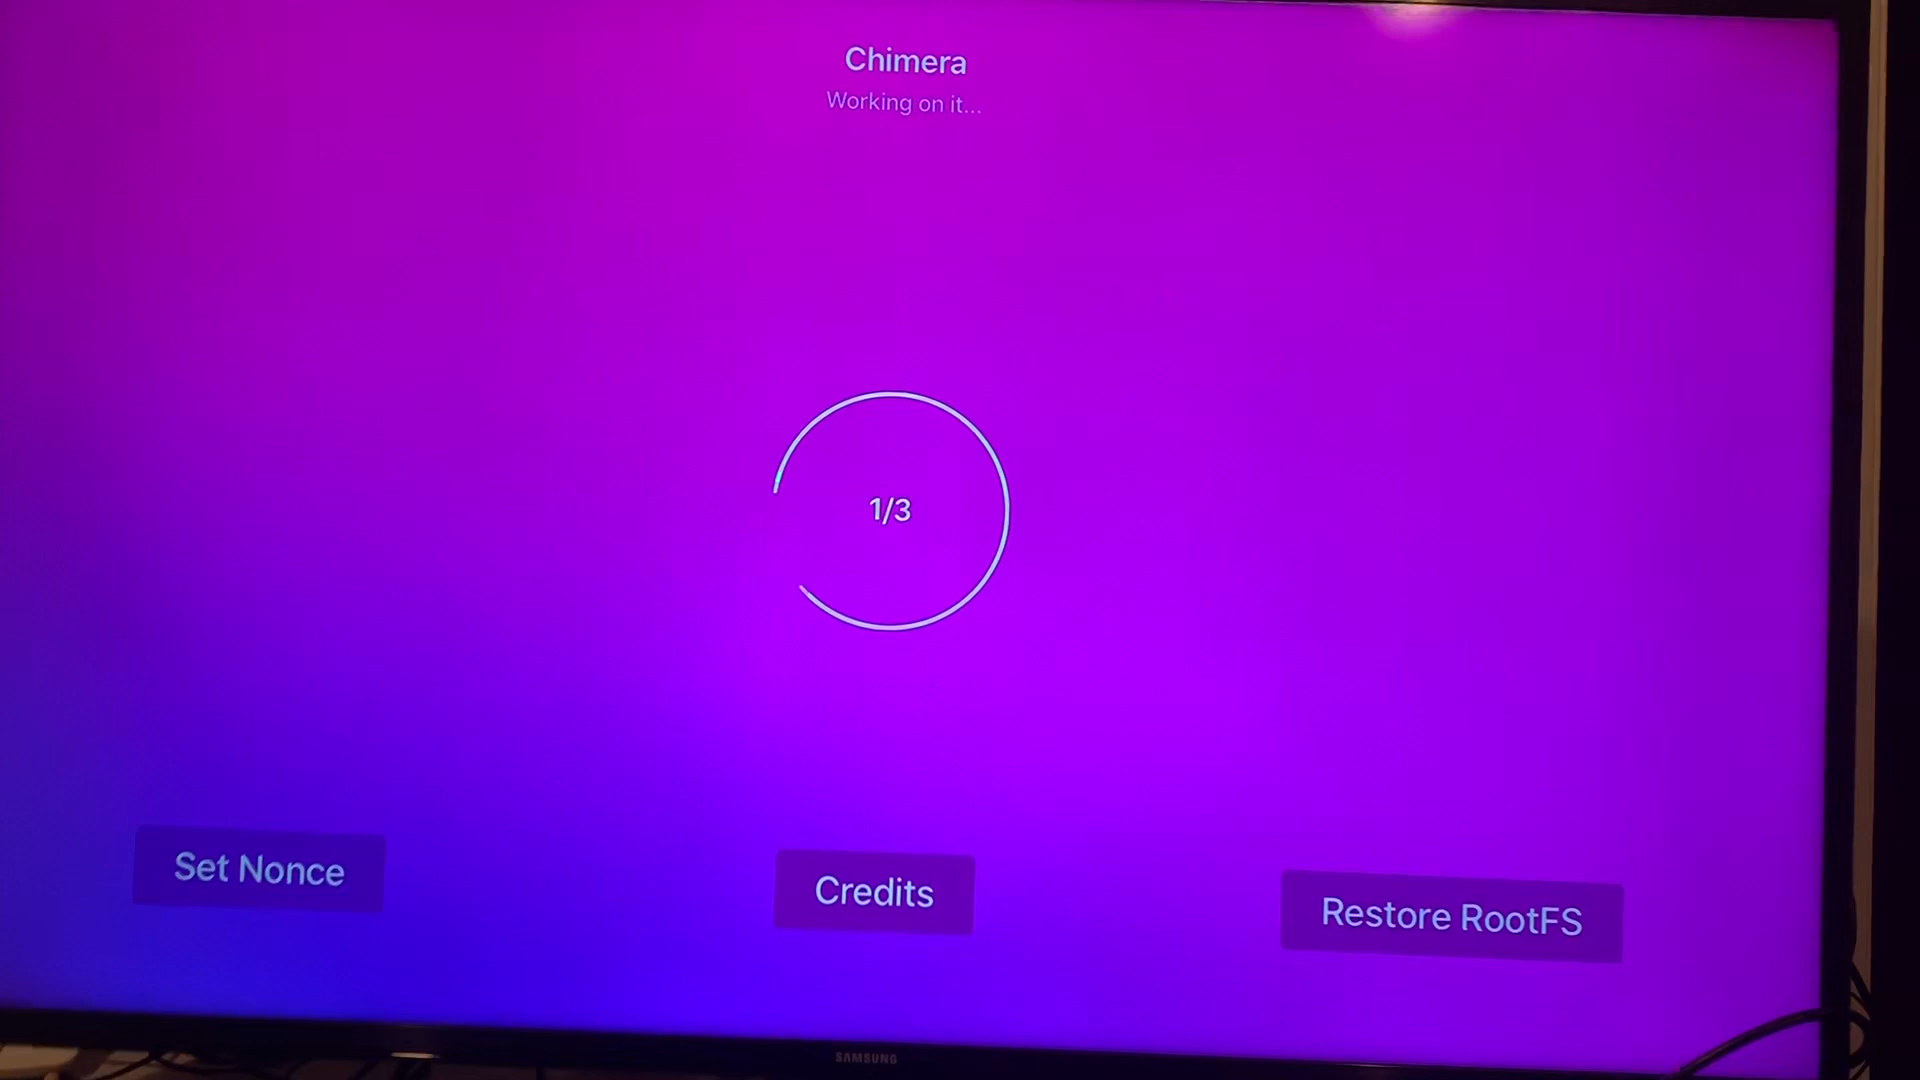 Chimera
Working on it...
1/3
Set Nonce
Credits
Restore RootFS
SAMSUNG